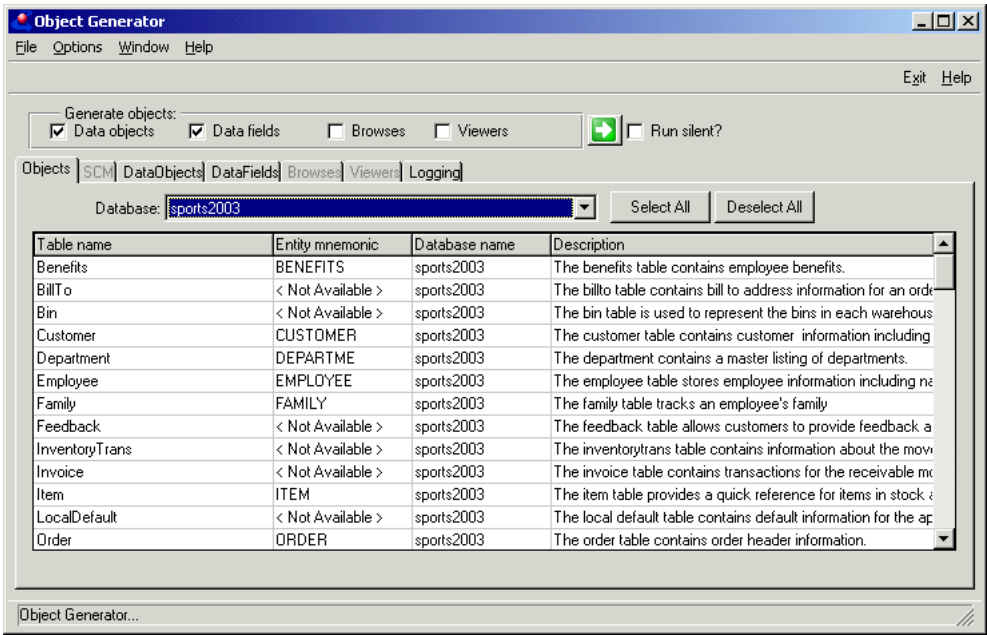 Object Generator
File Options Window Help
Exit Help
Generate objects:
Data objects Data fields Browses Viewers Run silent?
Objects SCM DataObjects DataFields Browses Viewers Logging
Database: sports2003 Select All Deselect All
Table name Entity mnemonic Database name Description
Benefits BENEFITS sports2003 The benefits table contains employee benefits.
BillTo < Not Available > sports2003 The billto table contains bill to address information for an orde
Bin < Not Available > sports2003 The bin table is used to represent the bins in each warehous
Customer CUSTOMER sports2003 The customer table contains customer information including
Department DEPARTME sports2003 The department contains a master listing of departments.
Employee EMPLOYEE sports2003 The employee table stores employee information including na
Family FAMILY sports2003 The family table tracks an employee's family
Feedback < Not Available > sports2003 The feedback table allows customers to provide feedback a
InventoryTrans < Not Available > sports2003 The inventorytrans table contains information about the move
Invoice < Not Available > sports2003 The invoice table contains transactions for the receivable mo
Item ITEM sports2003 The item table provides a quick reference for items in stock a
LocalDefault < Not Available > sports2003 The local default table contains default information for the ap
Order ORDER sports2003 The order table contains order header information.
Object Generator...